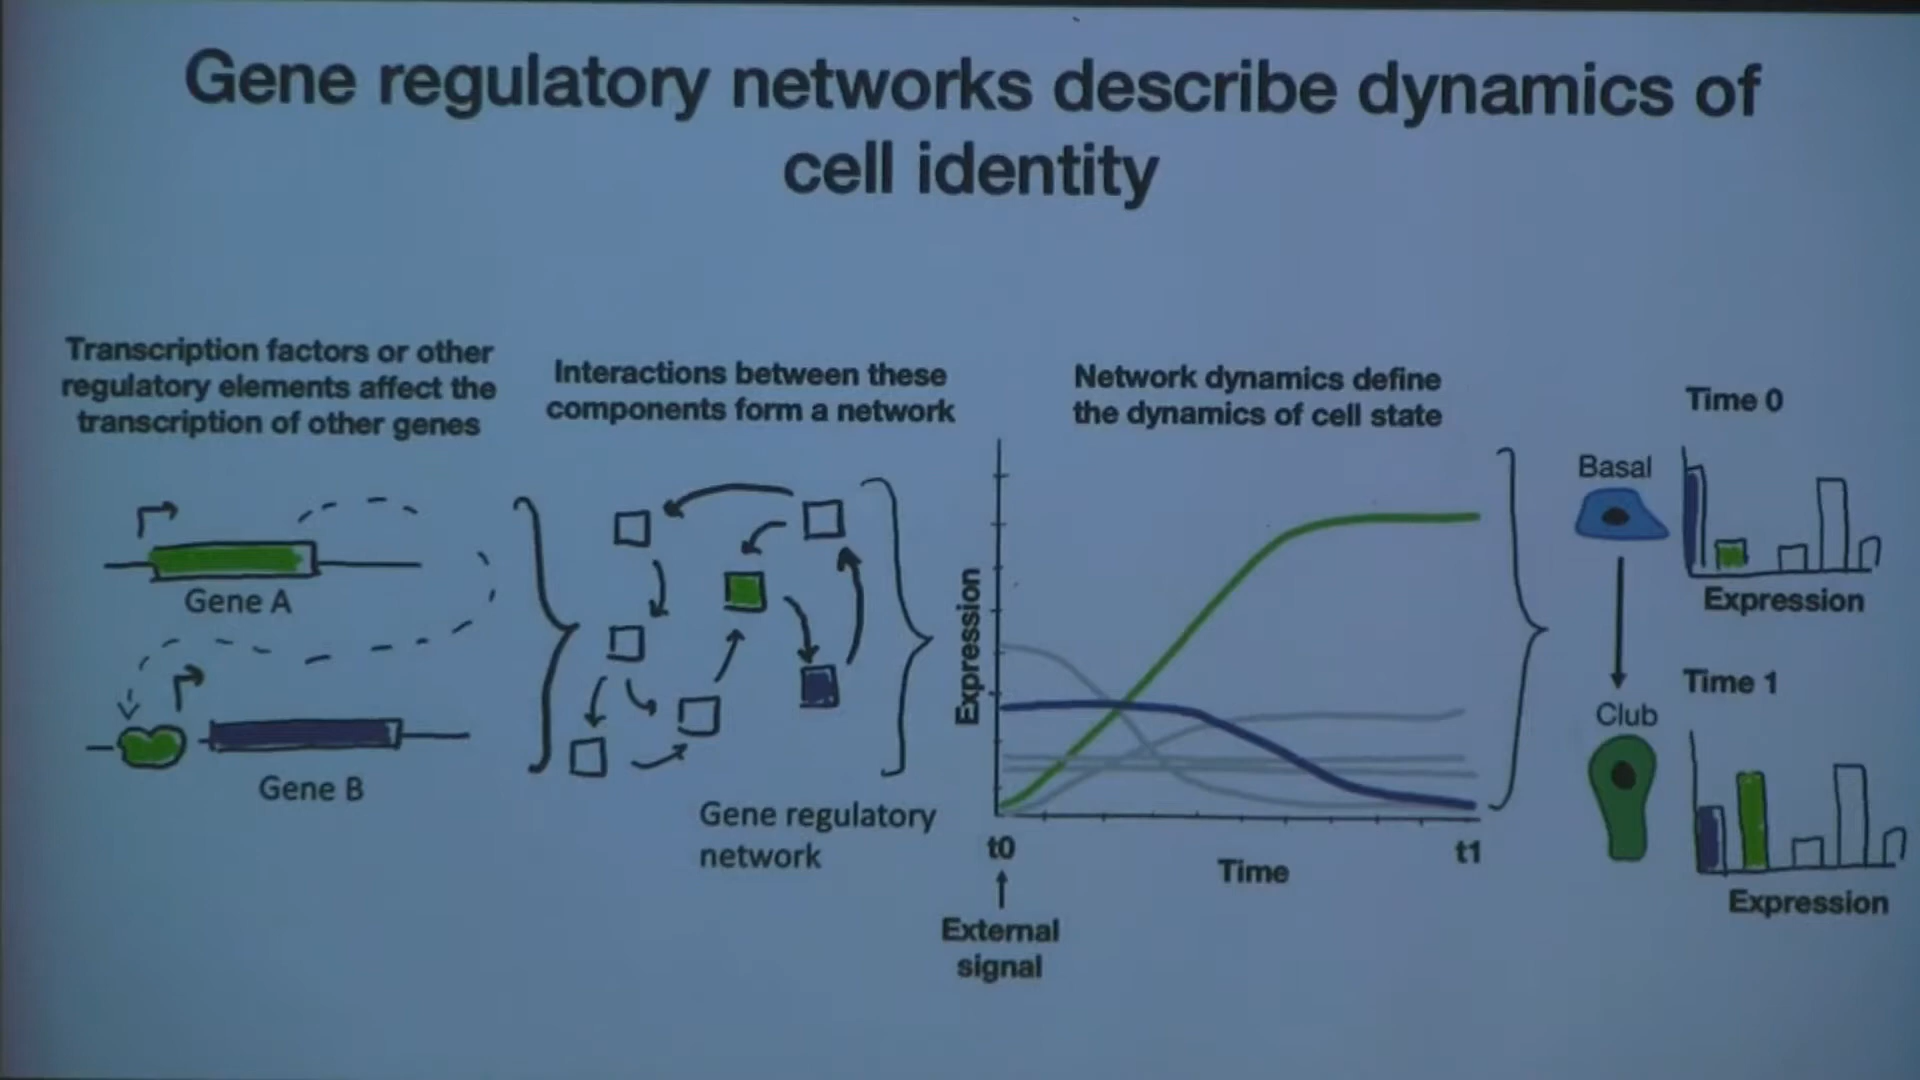 Gene regulatory networks describe dynamics of
cell identity
Transcription factors or other
regulatory elements affect the
transcription of other genes
Gene A
Gene B
Interactions between these
components form a network
Gene regulatory
network
Network dynamics define
the dynamics of cell state
Expression
t0
Time
t1
External
signal
Basal
Club
Time 0
Expression
Time 1
Expression